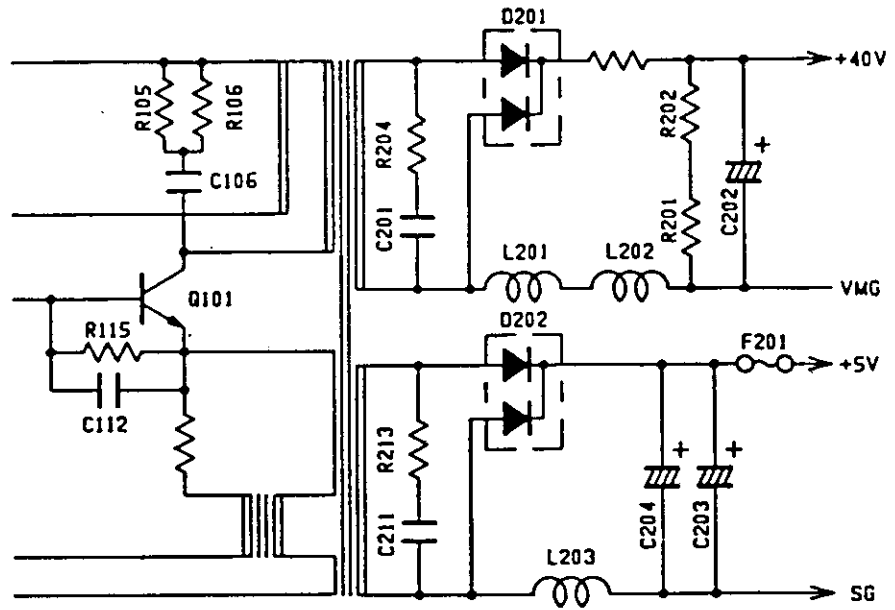 D201
+40V
R105
R106
R204
R202
C106
+
C201
R201
C202
L201
L202
Q101
VMG
D202
R115
F201
+5V
C112
R213
+
+
C211
C204
C203
L203
SG